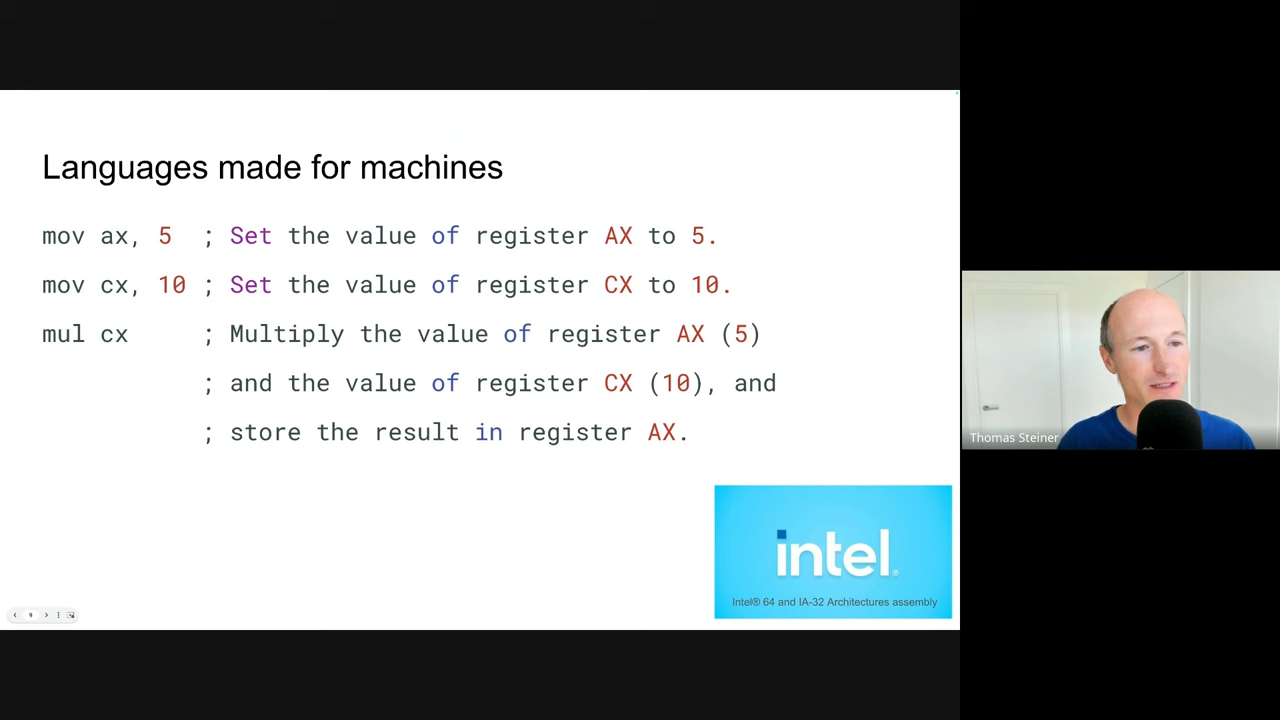 Languages made for machines
mov ax, 5  ; Set the value of register AX to 5.
mov cx, 10 ; Set the value of register CX to 10.
mul cx     ; Multiply the value of register AX (5)
; and the value of register CX (10), and
; store the result in register AX.
intel®
Intel® 64 and IA-32 Architectures assembly
9
Thomas Steiner